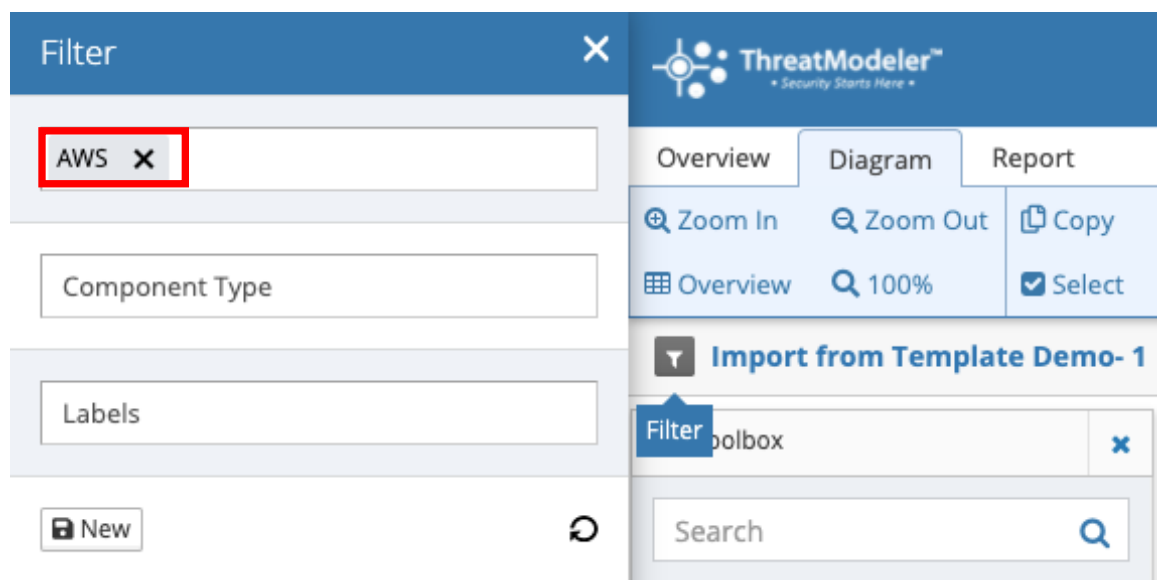 Filter
AWS
Component Type
Labels
New
ThreatModeler™
• Security Starts Here •
Overview Diagram Report
Zoom In Zoom Out Copy
Overview 100% Select
Import from Template Demo- 1
Filter
oolbox
Search